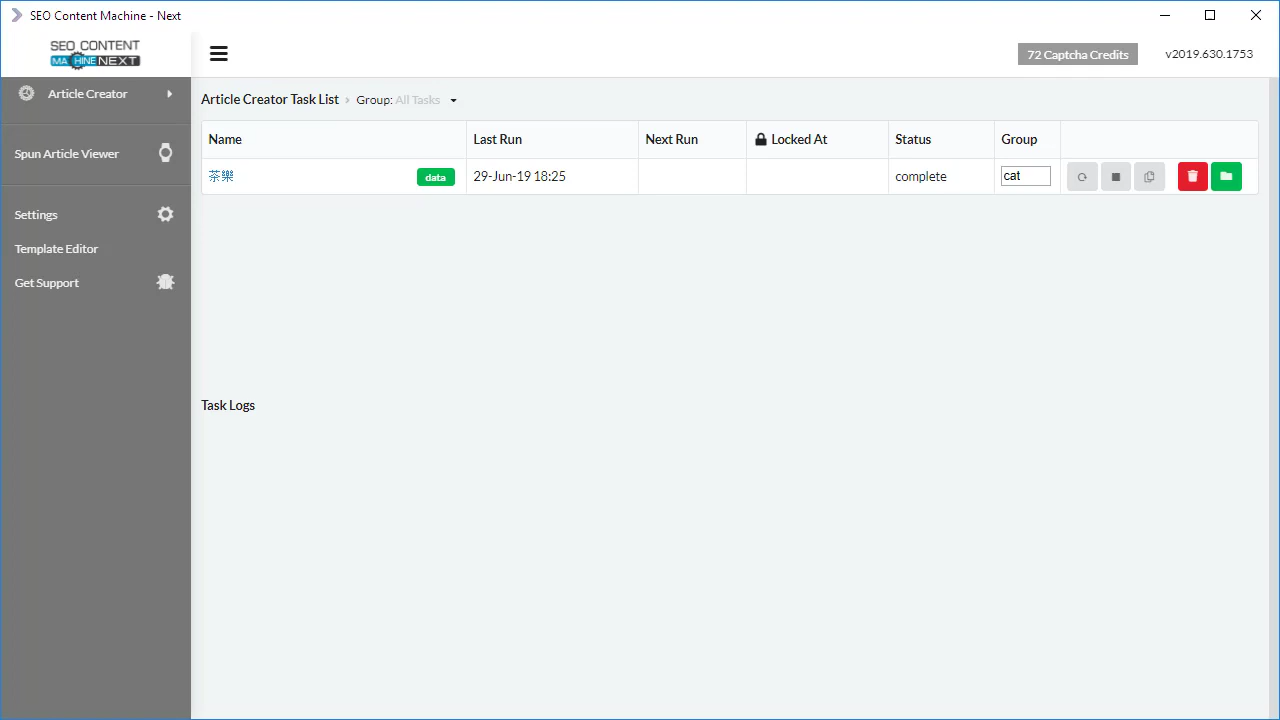 SEO Content Machine - Next
SEO CONTENT
MACHINE NEXT
72 Captcha Credits
v2019.630.1753
Article Creator
Spun Article Viewer
Settings
Template Editor
Get Support
Article Creator Task List › Group: All Tasks
Name Last Run Next Run Locked At Status Group
茶樂 data 29-Jun-19 18:25 complete cat
Task Logs